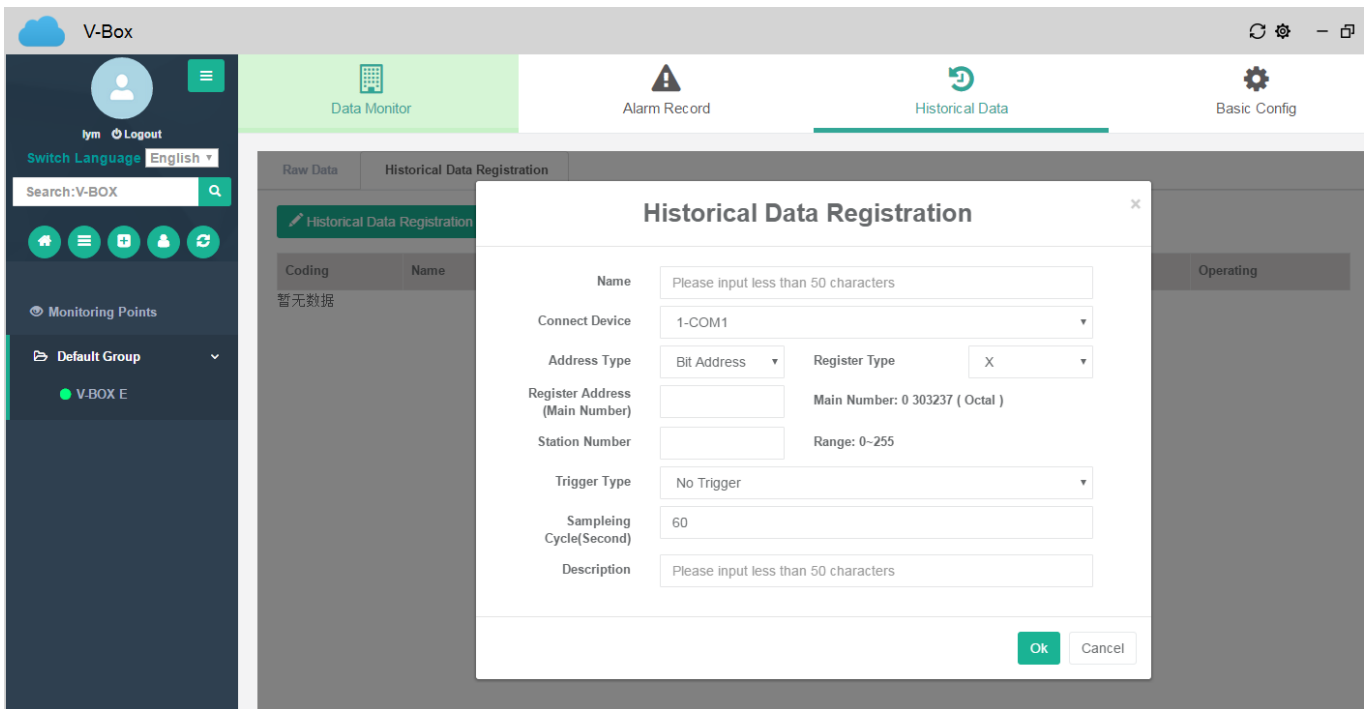 V-Box
lym Logout
Switch Language English
Search:V-BOX
Monitoring Points
Default Group
V-BOX E
Data Monitor
Alarm Record
Historical Data
Basic Config
Raw Data
Historical Data Registration
Historical Data Registration
Coding Name Operating
暂无数据
Historical Data Registration
×
Name Please input less than 50 characters
Connect Device 1-COM1
Address Type Bit Address Register Type X
Register Address
(Main Number) Main Number: 0 303237 ( Octal )
Station Number Range: 0~255
Trigger Type No Trigger
Sampleing
Cycle(Second) 60
Description Please input less than 50 characters
Ok Cancel